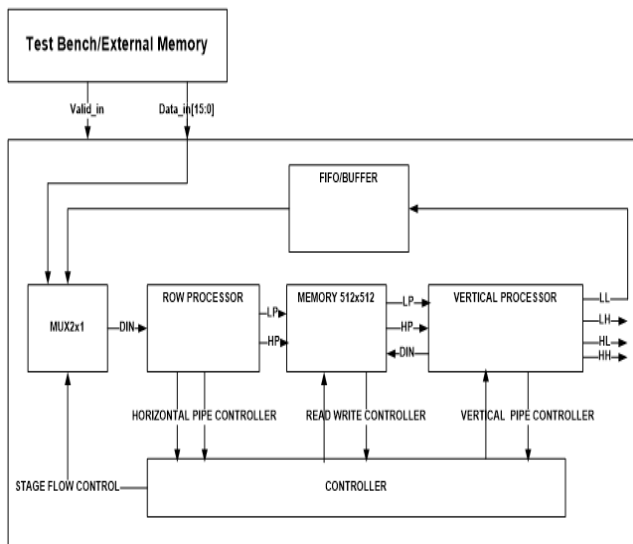 Test Bench/External Memory
Valid_in
Data_in[15:0]
FIFO/BUFFER
MUX2x1
DIN
ROW PROCESSOR
LP
HP
MEMORY 512x512
LP
HP
DIN
VERTICAL PROCESSOR
LL
LH
HL
HH
HORIZONTAL PIPE CONTROLLER
READ WRITE CONTROLLER
VERTICAL PIPE CONTROLLER
STAGE FLOW CONTROL
CONTROLLER